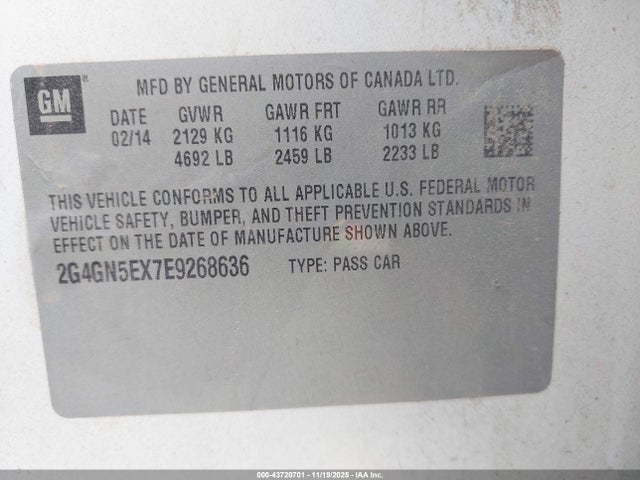 GM
MFD BY GENERAL MOTORS OF CANADA LTD.
DATE GVWR GAWR FRT GAWR RR
02/14 2129 KG 1116 KG 1013 KG
4692 LB 2459 LB 2233 LB
THIS VEHICLE CONFORMS TO ALL APPLICABLE U.S. FEDERAL MOTOR
VEHICLE SAFETY, BUMPER, AND THEFT PREVENTION STANDARDS IN
EFFECT ON THE DATE OF MANUFACTURE SHOWN ABOVE.
2G4GN5EX7E9268636 TYPE: PASS CAR
000-43720701 - 11/19/2025 - IAA Inc.